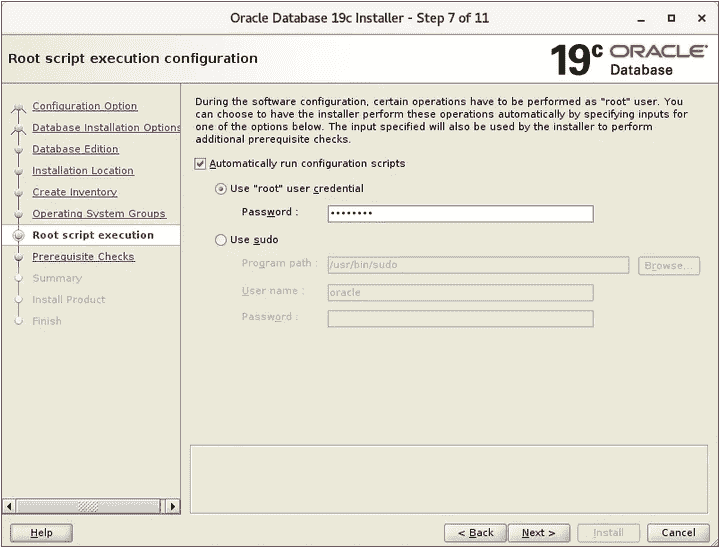 Oracle Database 19c Installer - Step 7 of 11
Root script execution configuration
19c ORACLE
Database
Configuration Option
Database Installation Options
Database Edition
Installation Location
Create Inventory
Operating System Groups
Root script execution
Prerequisite Checks
Summary
Install Product
Finish
During the software configuration, certain operations have to be performed as "root" user. You
can choose to have the installer perform these operations automatically by specifying inputs for
one of the options below. The input specified will also be used by the installer to perform
additional prerequisite checks.
Automatically run configuration scripts
Use "root" user credential
Password : ••••••••
Use sudo
Program path : /usr/bin/sudo Browse...
User name : oracle
Password :
Help < Back Next > Install Cancel